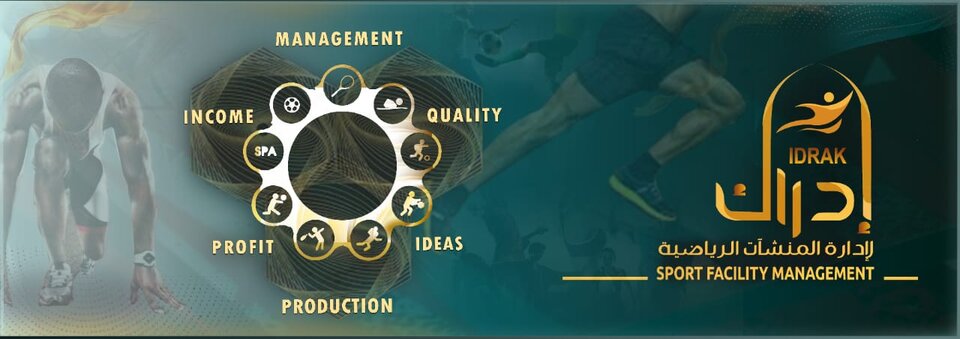 MANAGEMENT
INCOME
QUALITY
SPA
PROFIT
IDEAS
PRODUCTION
IDRAK
إدراك
لإدارة المنشآت الرياضية
SPORT FACILITY MANAGEMENT